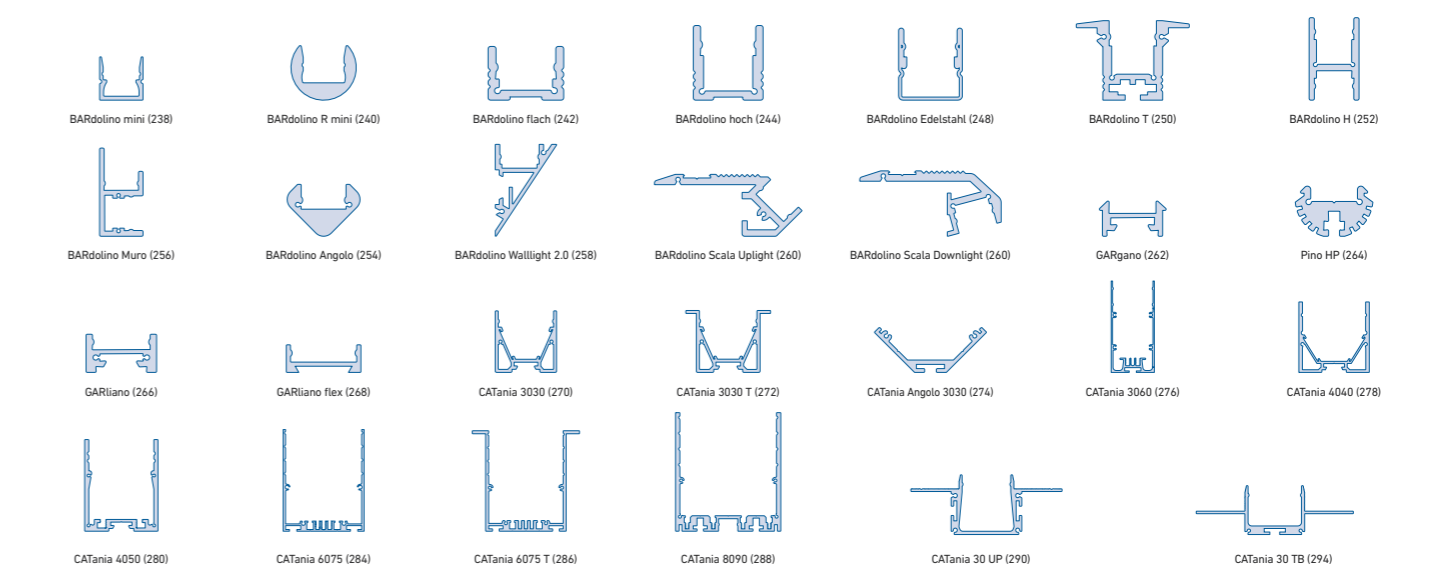 BARdolino mini (238)
BARdolino R mini (240)
BARdolino flach (242)
BARdolino hoch (244)
BARdolino Edelstahl (248)
BARdolino T (250)
BARdolino H (252)
BARdolino Muro (256)
BARdolino Angolo (254)
BARdolino Walllight 2.0 (258)
BARdolino Scala Uplight (260)
BARdolino Scala Downlight (260)
GARgano (262)
Pino HP (264)
GARliano (266)
GARliano flex (268)
CATania 3030 (270)
CATania 3030 T (272)
CATania Angolo 3030 (274)
CATania 3060 (276)
CATania 4040 (278)
CATania 4050 (280)
CATania 6075 (284)
CATania 6075 T (286)
CATania 8090 (288)
CATania 30 UP (290)
CATania 30 TB (294)